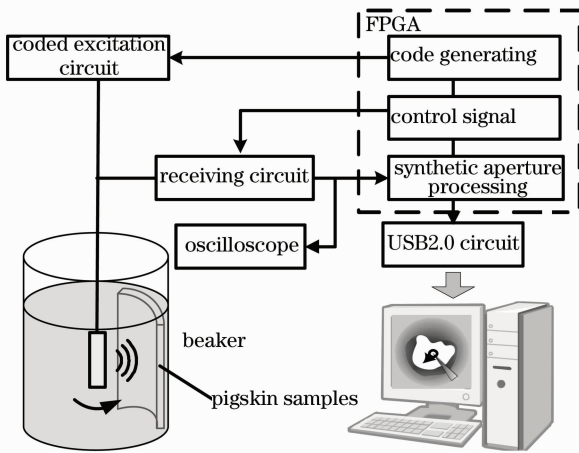 FPGA
coded excitation
circuit
code generating
control signal
receiving circuit
synthetic aperture
processing
oscilloscope
USB2.0 circuit
beaker
pigskin samples